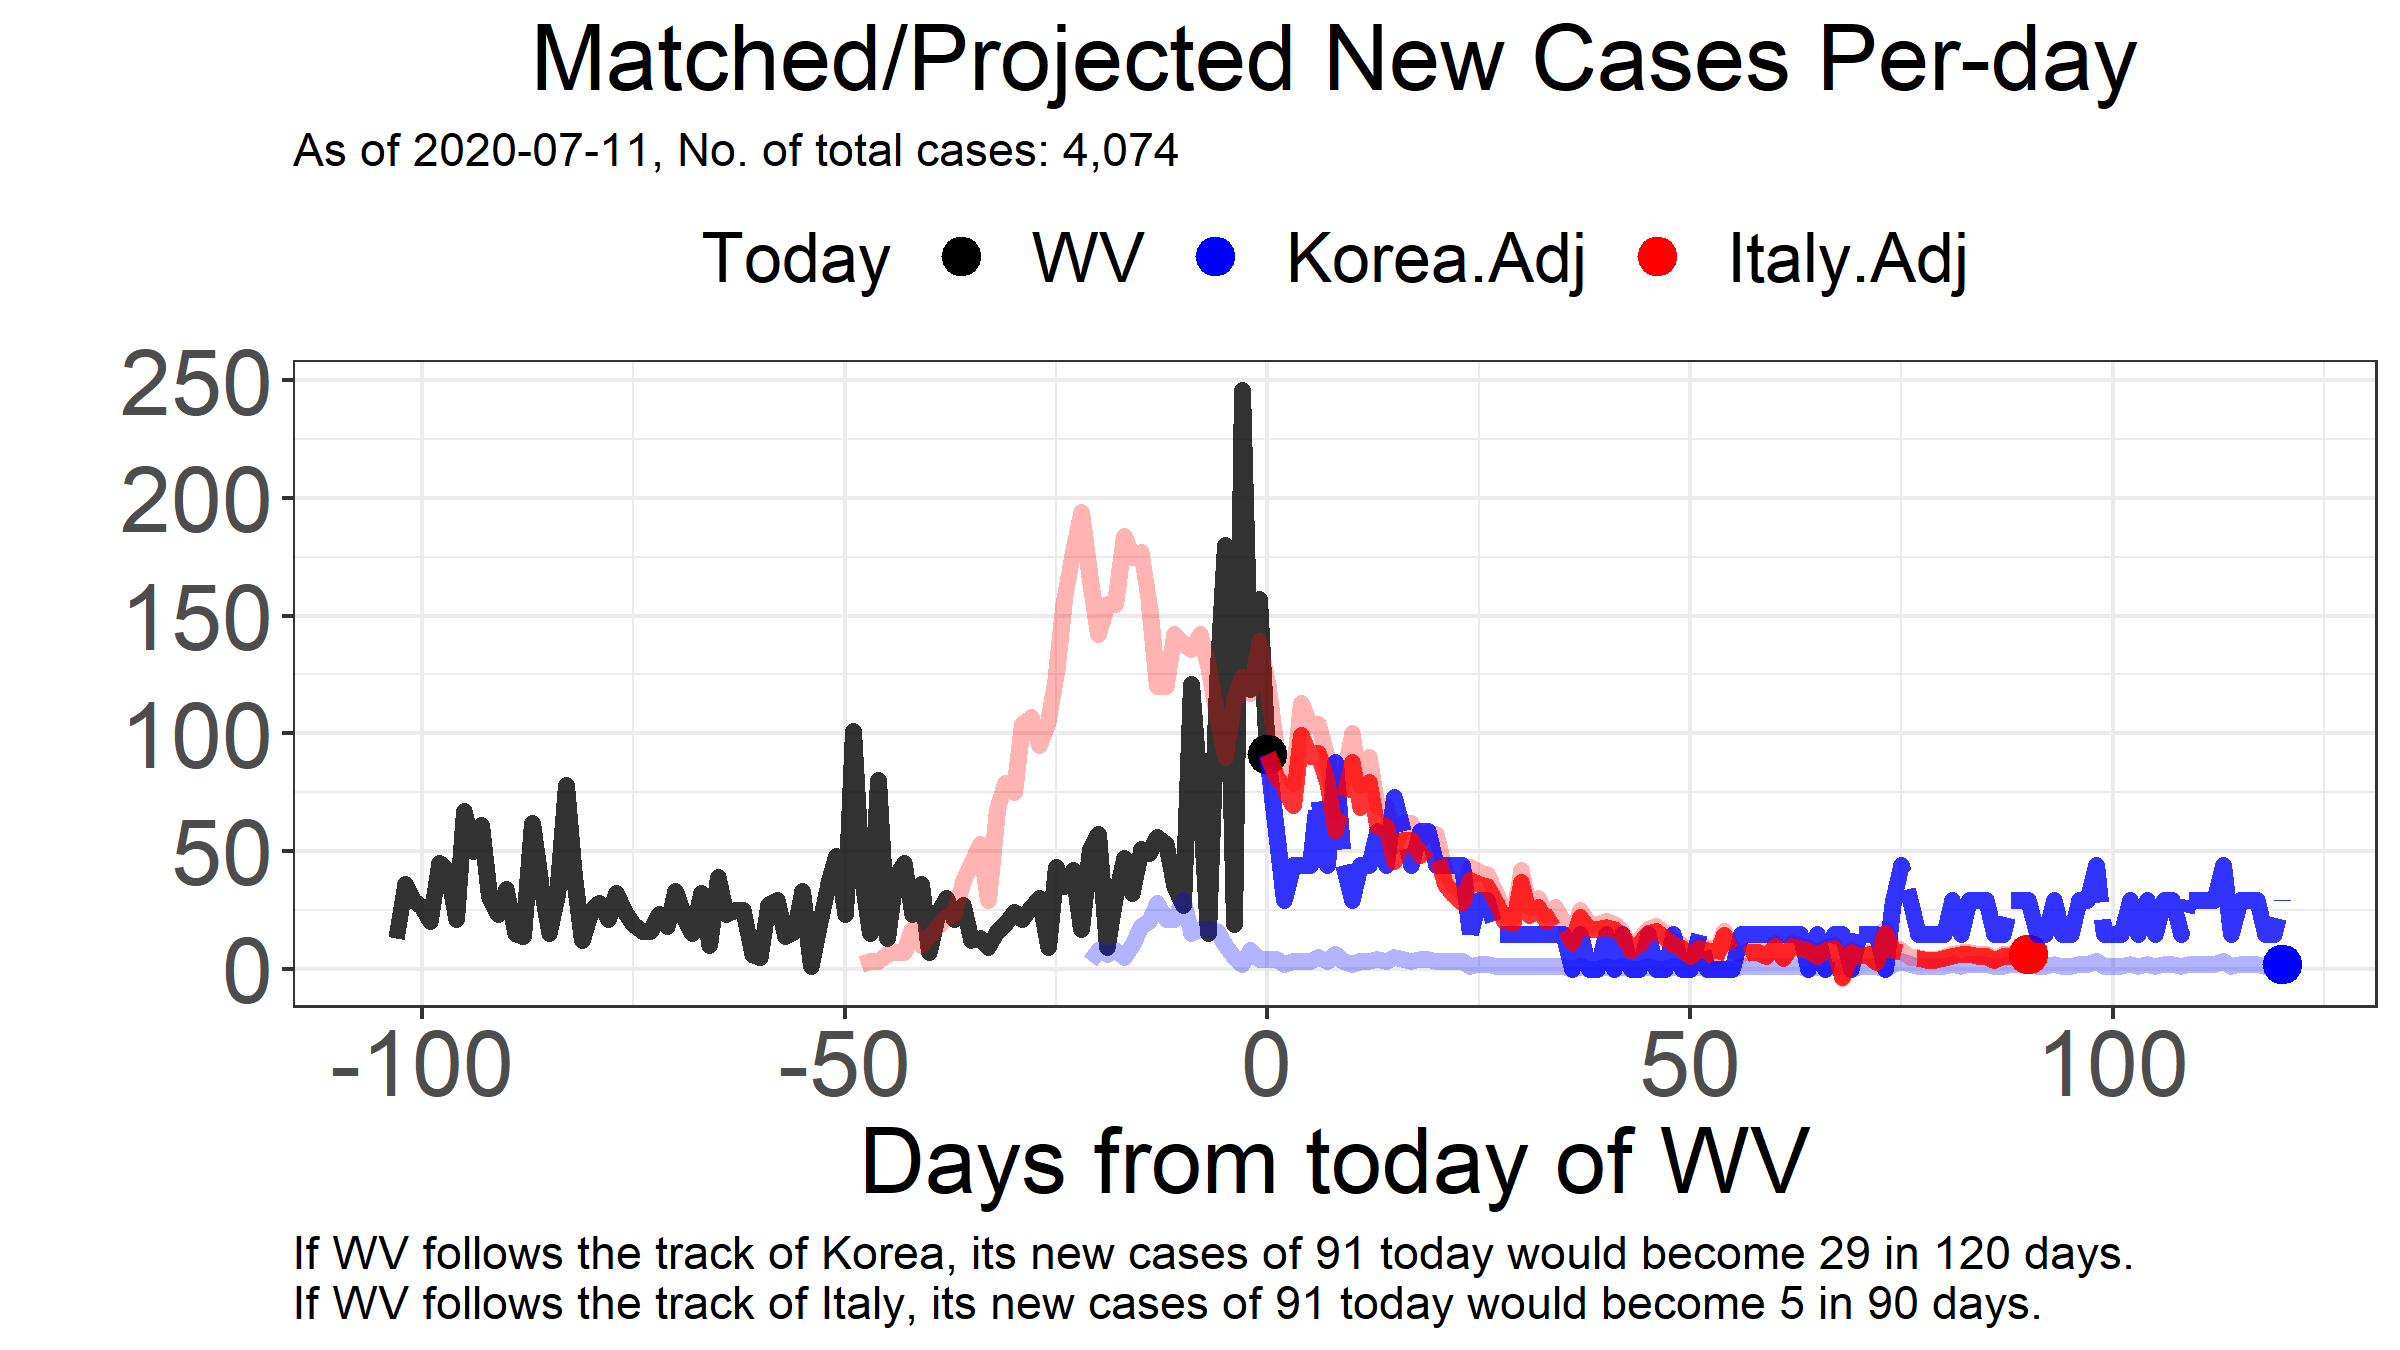 Matched/Projected New Cases Per-day
As of 2020-07-11, No. of total cases: 4,074
Today WV Korea.Adj Italy.Adj
250
200
150
100
50
0
-100 -50 0 50 100
Days from today of WV
If WV follows the track of Korea, its new cases of 91 today would become 29 in 120 days.
If WV follows the track of Italy, its new cases of 91 today would become 5 in 90 days.